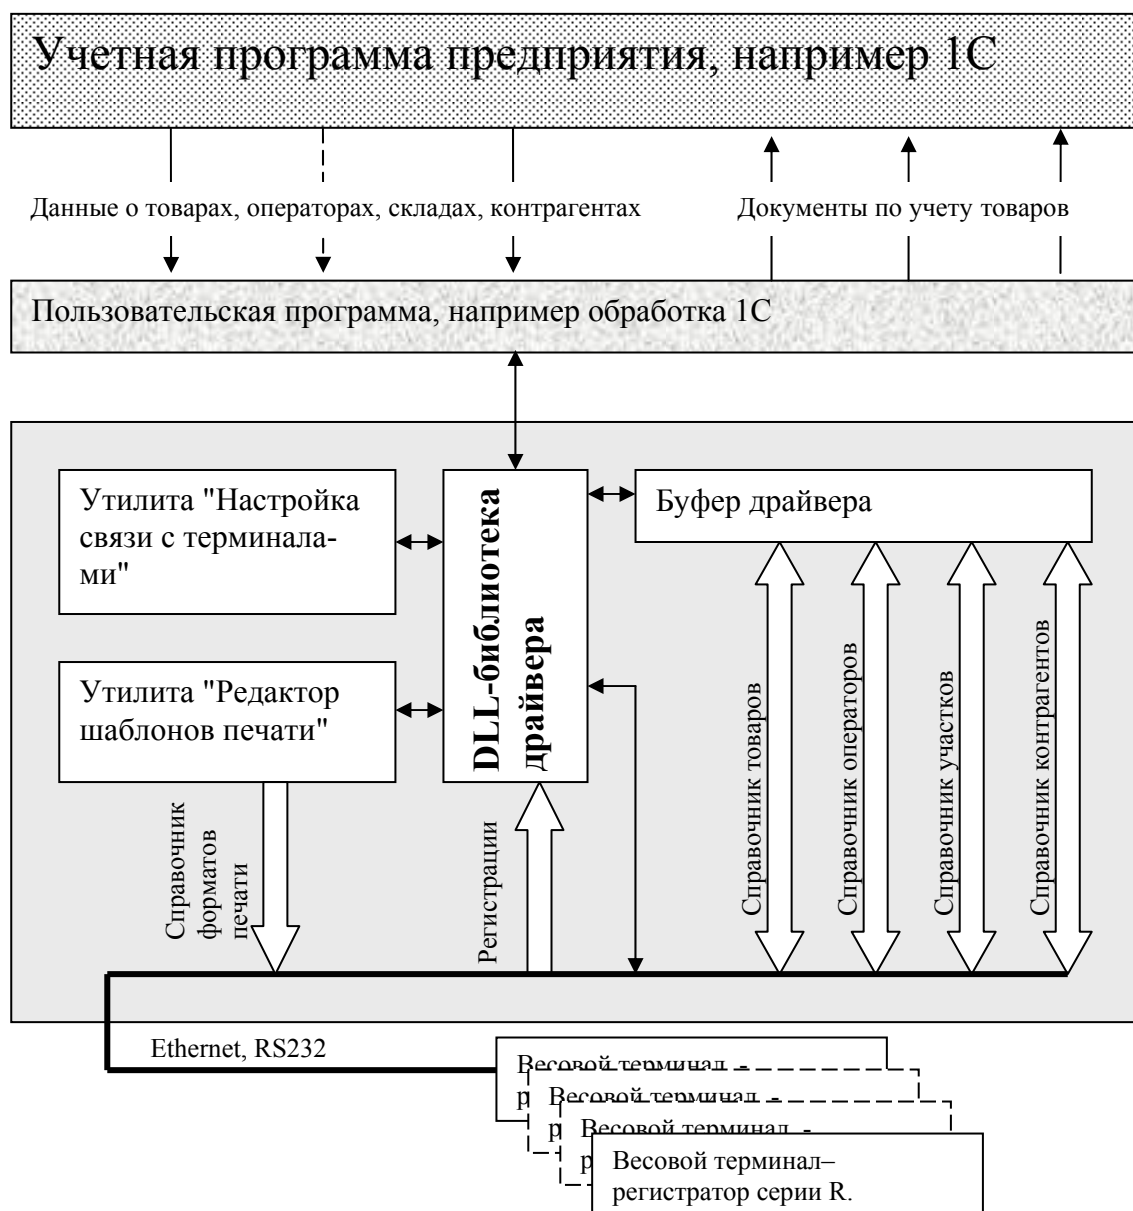 Учетная программа предприятия, например 1С
Данные о товарах, операторах, складах, контрагентах
Документы по учету товаров
Пользовательская программа, например обработка 1С
Утилита "Настройка
связи с терминала-
ми"
DLL-библиотека
драйвера
Буфер драйвера
Утилита "Редактор
шаблонов печати"
Справочник
форматов
печати
Регистрации
Справочник товаров
Справочник операторов
Справочник участков
Справочник контрагентов
Ethernet, RS232
Весовой терминал -
р
Весовой терминал -
р
Весовой терминал -
р
Весовой терминал–
регистратор серии R.